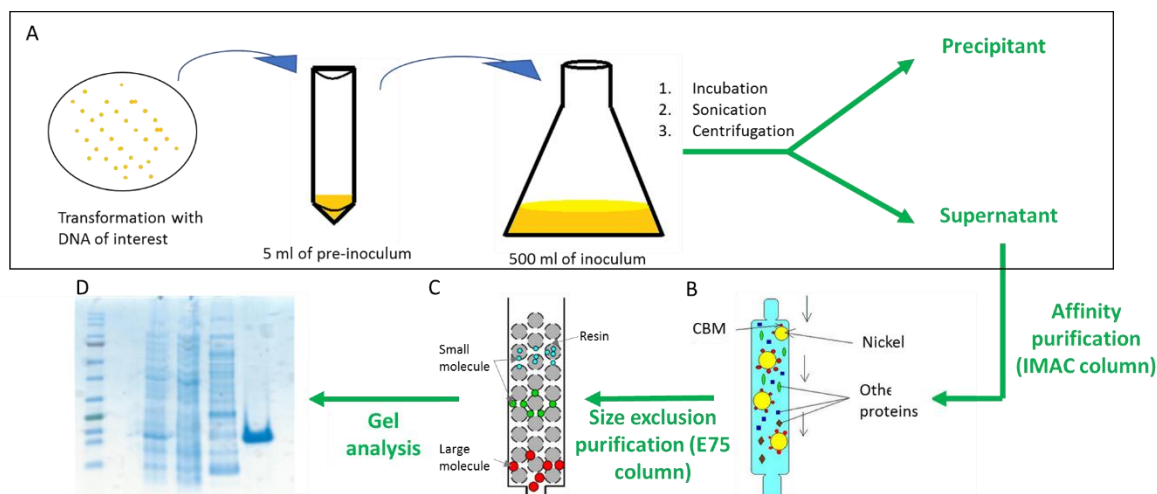 A
Transformation with
DNA of interest
5 ml of pre-inoculum
500 ml of inoculum
1. Incubation
2. Sonication
3. Centrifugation
Precipitant
Supernatant
Affinity
purification
(IMAC column)
B
CBM
Nickel
Othe
proteins
Size exclusion
purification (E75
column)
C
Resin
Small
molecule
Large
molecule
Gel
analysis
D